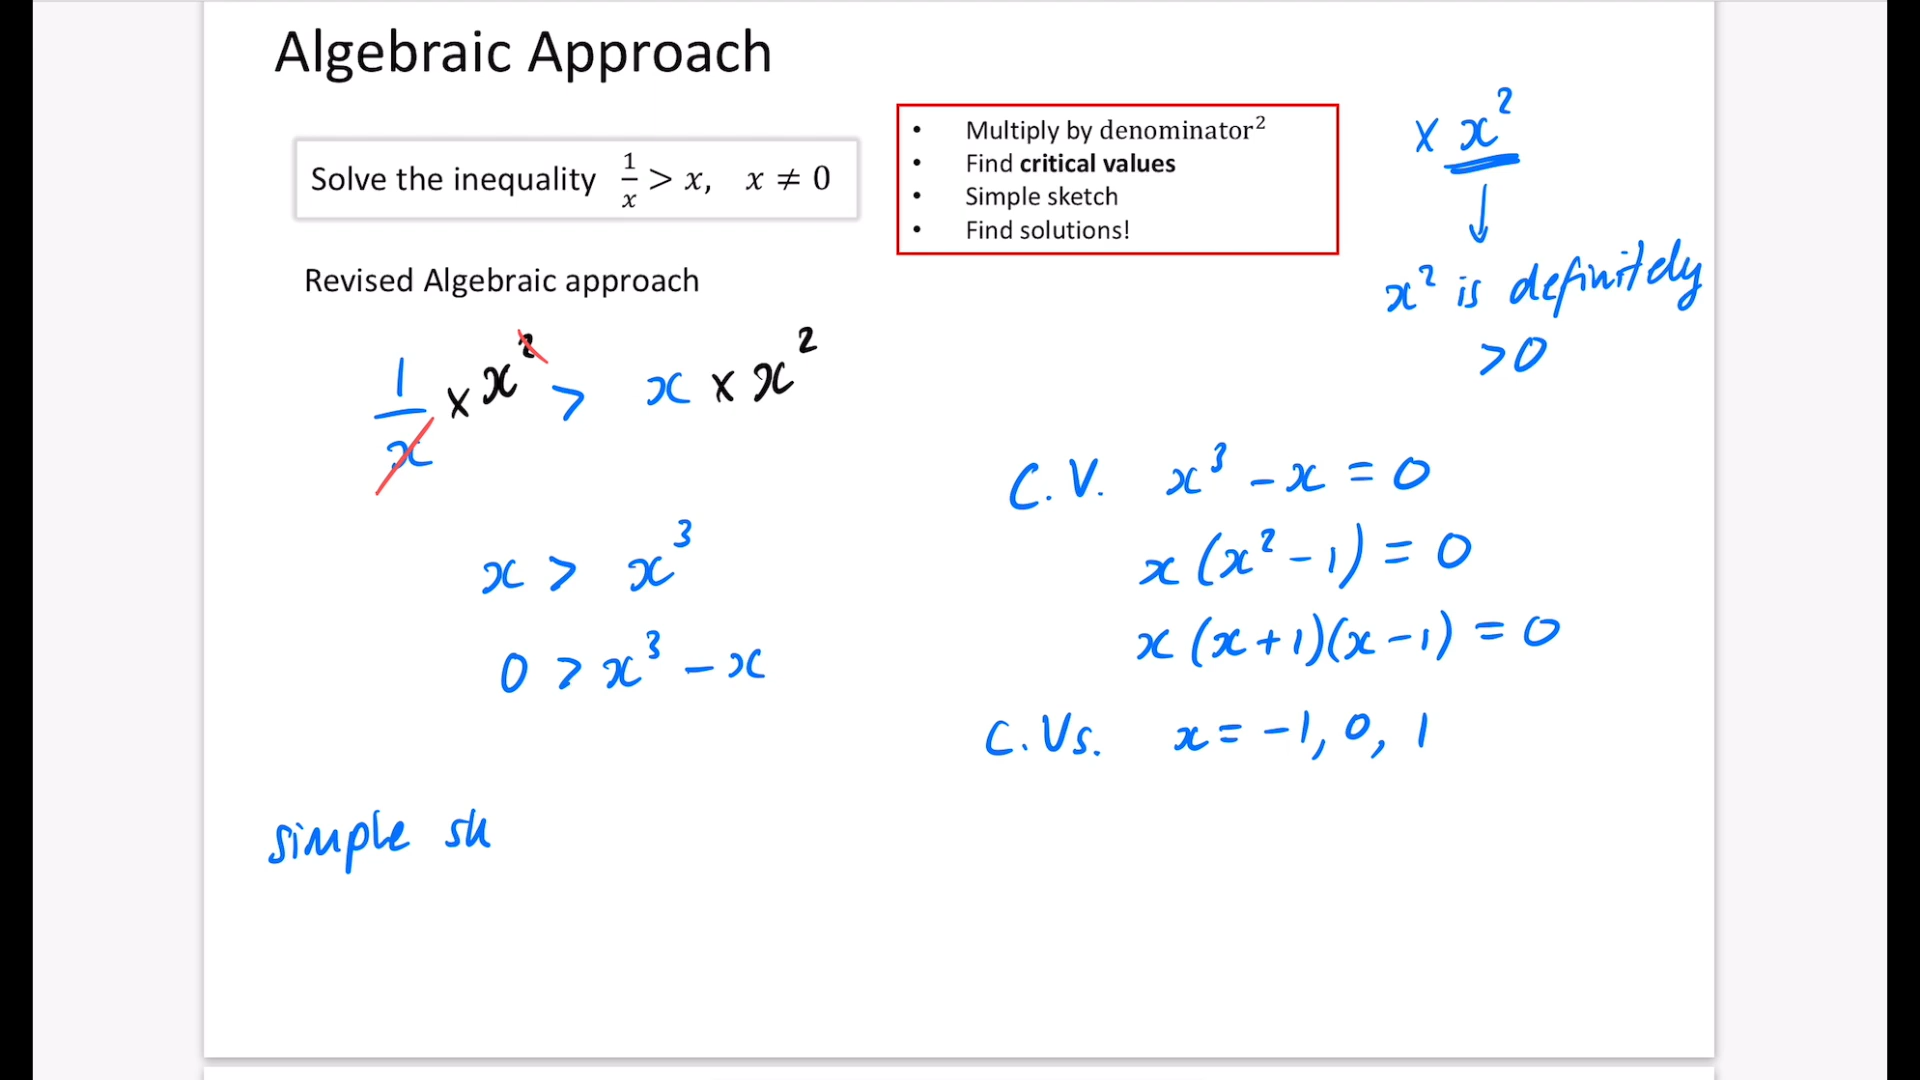 Algebraic Approach
Solve the inequality 1/x > x, x ≠ 0
• Multiply by denominator²
• Find critical values
• Simple sketch
• Find solutions!
× x²
↓
x² is definitely
>0
Revised Algebraic approach
1/x × x² > x × x²
x > x³
0 > x³ - x
C.V. x³ - x = 0
x(x² - 1) = 0
x(x+1)(x-1) = 0
C.Vs. x = -1, 0, 1
simple sk